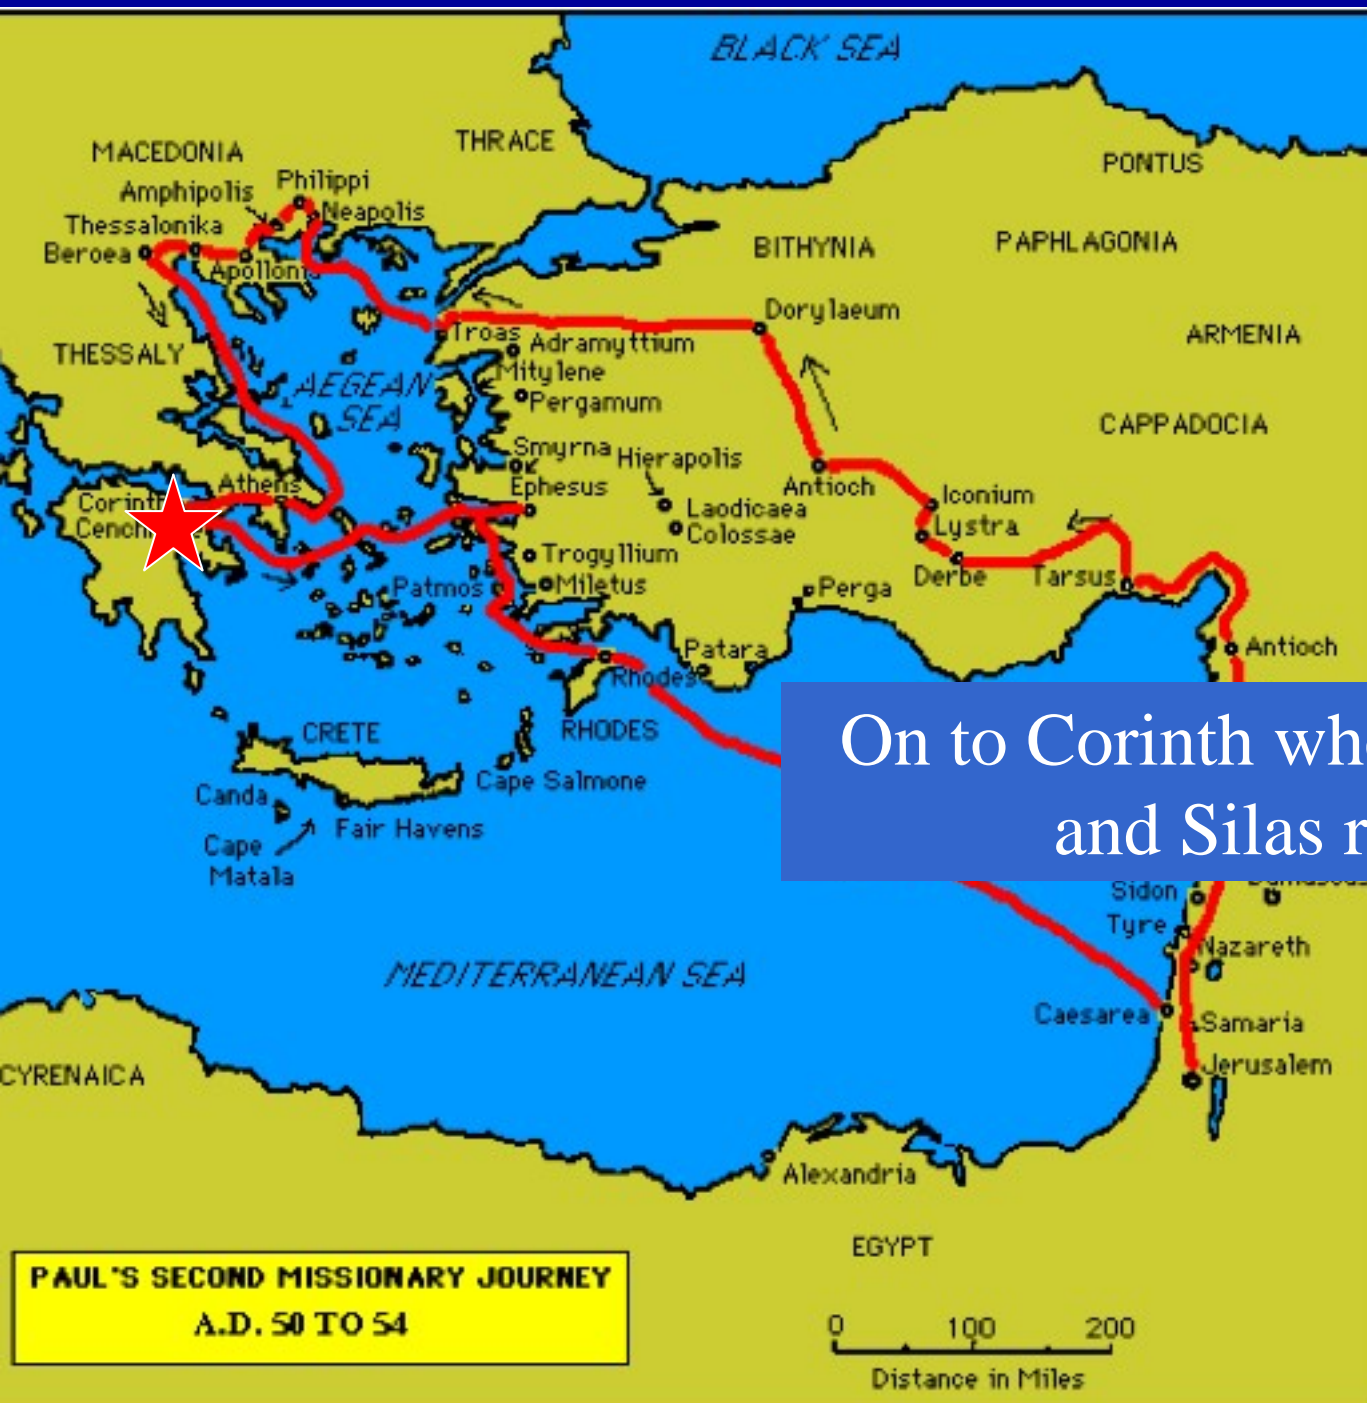 BLACK SEA
THRACE
MACEDONIA
PONTUS
Philippi
Amphipolis
Neapolis
Thessalonika
Beroea
Apolloni
BITHYNIA
PAPHLAGONIA
Dorylaeum
Troas
Adramyttium
ARMENIA
THESSALY
Mitylene
AEGEAN
SEA
Pergamum
CAPPADOCIA
Smyrna
Hierapolis
Athens
Ephesus
Antioch
Iconium
Corinth
Laodicaea
Lystra
Colossae
Trogyllium
Derbe
Tarsus
Patmos
Miletus
Perga
Patara
Antioch
Rhodes
RHODES
CRETE
On to Corinth
and Silas
Cape Salmone
Canda
Fair Havens
Cape
Matala
Sidon
Tyre
Nazareth
MEDITERRANEAN SEA
Caesarea
Samaria
Jerusalem
CYRENAICA
Alexandria
EGYPT
PAUL'S SECOND MISSIONARY JOURNEY
A.D. 50 TO 54
0 100 200
Distance in Miles